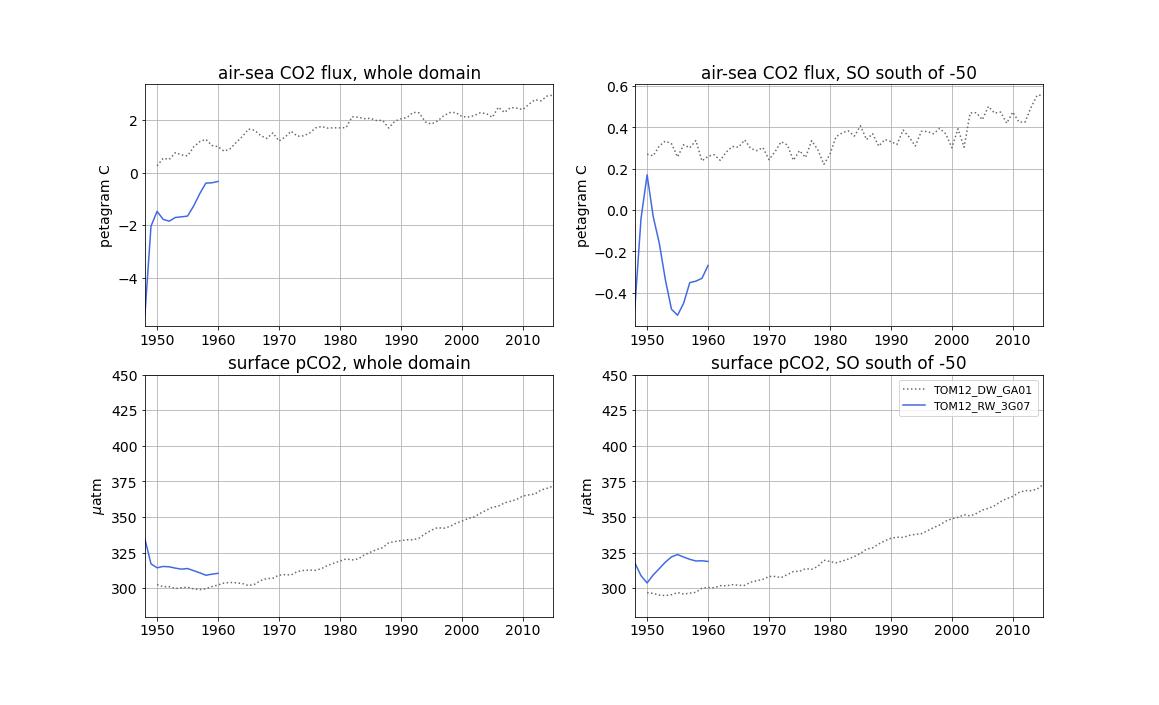 air-sea CO2 flux, whole domain
petagram C
2
0
−2
−4
1950 1960 1970 1980 1990 2000 2010
air-sea CO2 flux, SO south of -50
petagram C
0.6
0.4
0.2
0.0
−0.2
−0.4
1950 1960 1970 1980 1990 2000 2010
surface pCO2, whole domain
μatm
450
425
400
375
350
325
300
1950 1960 1970 1980 1990 2000 2010
surface pCO2, SO south of -50
μatm
450
425
400
375
350
325
300
TOM12_DW_GA01
TOM12_RW_3G07
1950 1960 1970 1980 1990 2000 2010